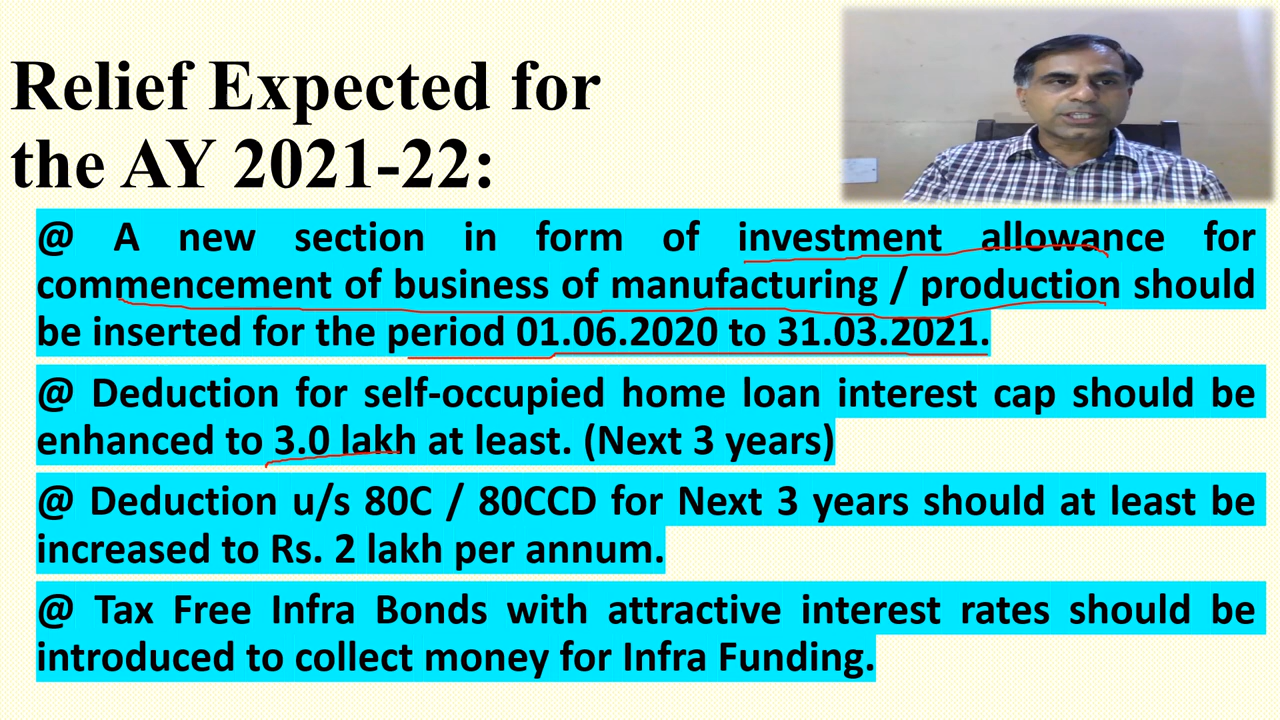 Relief Expected for
the AY 2021-22:
@ A new section in form of investment allowance for
commencement of business of manufacturing / production should
be inserted for the period 01.06.2020 to 31.03.2021.
@ Deduction for self-occupied home loan interest cap should be
enhanced to 3.0 lakh at least. (Next 3 years)
@ Deduction u/s 80C / 80CCD for Next 3 years should at least be
increased to Rs. 2 lakh per annum.
@ Tax Free Infra Bonds with attractive interest rates should be
introduced to collect money for Infra Funding.